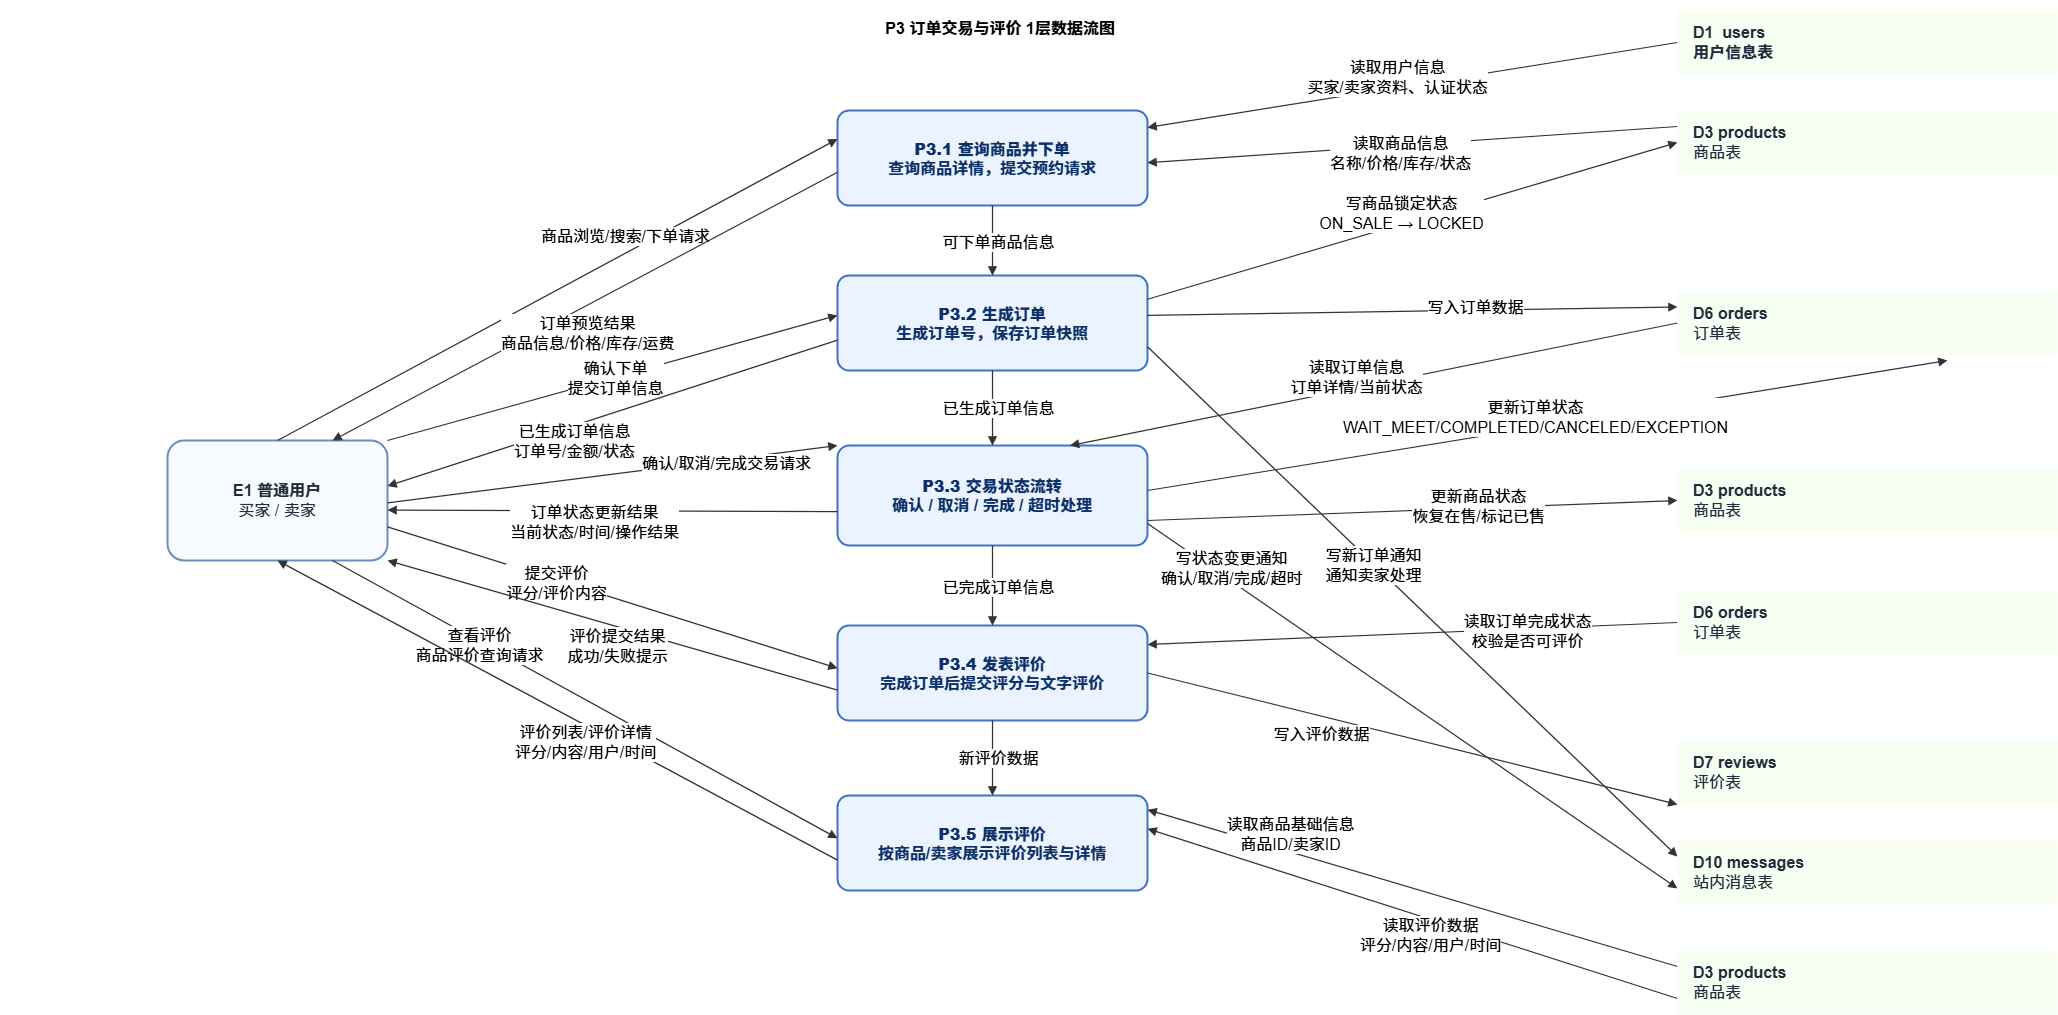 P3 订单交易与评价 1层数据流图
D1  users
用户信息表
读取用户信息
买家/卖家资料、认证状态
D3 products
商品表
读取商品信息
名称/价格/库存/状态
P3.1 查询商品并下单
查询商品详情，提交预约请求
写商品锁定状态
ON_SALE → LOCKED
商品浏览/搜索/下单请求
可下单商品信息
P3.2 生成订单
生成订单号，保存订单快照
写入订单数据
D6 orders
订单表
订单预览结果
商品信息/价格/库存/运费
确认下单
提交订单信息
读取订单信息
订单详情/当前状态
已生成订单信息
更新订单状态
WAIT_MEET/COMPLETED/CANCELED/EXCEPTION
已生成订单信息
订单号/金额/状态
确认/取消/完成交易请求
E1 普通用户
买家 / 卖家
P3.3 交易状态流转
确认 / 取消 / 完成 / 超时处理
更新商品状态
恢复在售/标记已售
D3 products
商品表
订单状态更新结果
当前状态/时间/操作结果
写状态变更通知
确认/取消/完成/超时
写新订单通知
通知卖家处理
提交评价
评分/评价内容
已完成订单信息
D6 orders
订单表
读取订单完成状态
校验是否可评价
查看评价
商品评价查询请求
评价提交结果
成功/失败提示
P3.4 发表评价
完成订单后提交评分与文字评价
写入评价数据
评价列表/评价详情
评分/内容/用户/时间
新评价数据
D7 reviews
评价表
P3.5 展示评价
按商品/卖家展示评价列表与详情
读取商品基础信息
商品ID/卖家ID
D10 messages
站内消息表
读取评价数据
评分/内容/用户/时间
D3 products
商品表